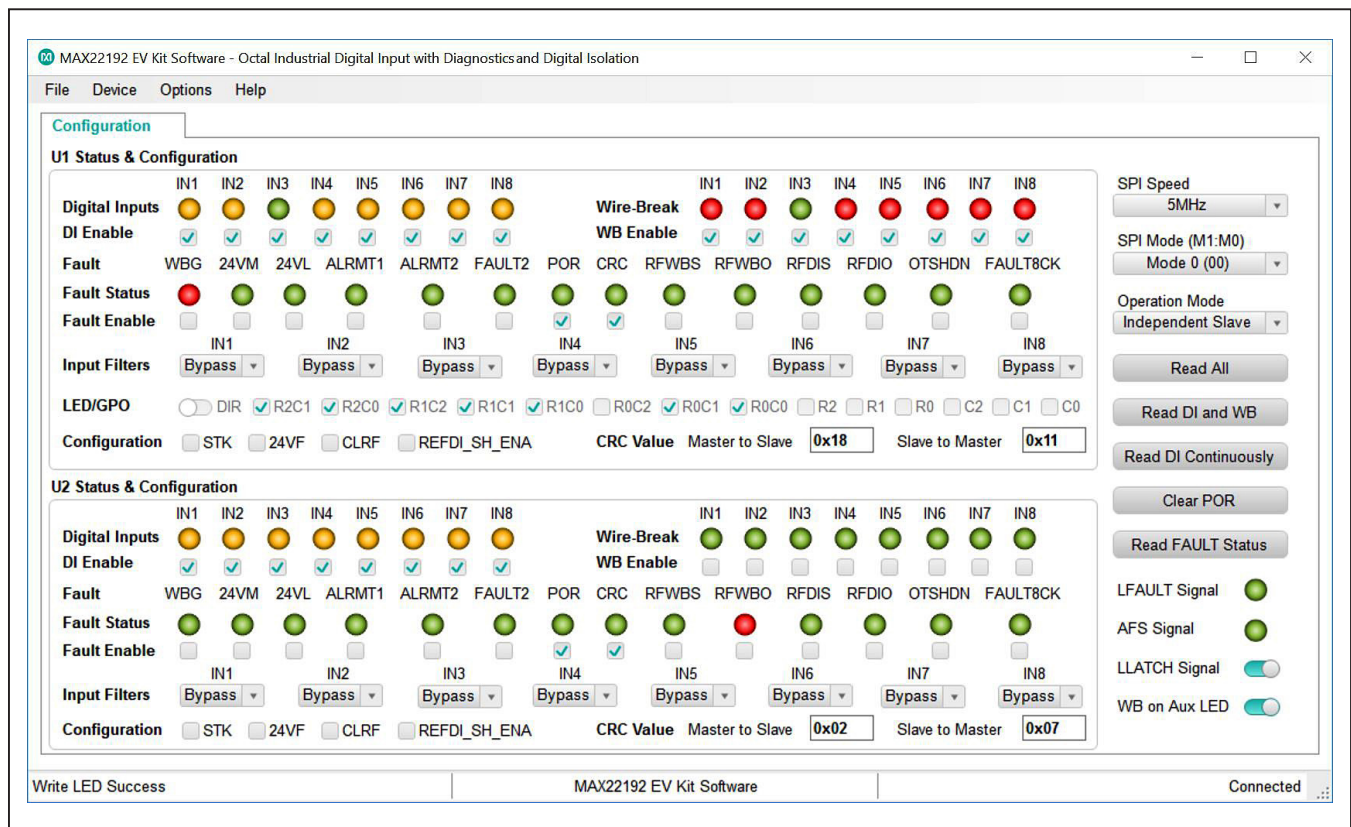 MAX22192 EV Kit Software - Octal Industrial Digital Input with Diagnostics and Digital Isolation
File Device Options Help
Configuration
U1 Status & Configuration
IN1 IN2 IN3 IN4 IN5 IN6 IN7 IN8 IN1 IN2 IN3 IN4 IN5 IN6 IN7 IN8
Digital Inputs Wire-Break
DI Enable WB Enable
Fault WBG 24VM 24VL ALRMT1 ALRMT2 FAULT2 POR CRC RFWBS RFWBO RFDIS RFDIO OTSHDN FAULT8CK
Fault Status
Fault Enable
IN1 IN2 IN3 IN4 IN5 IN6 IN7 IN8
Input Filters Bypass Bypass Bypass Bypass Bypass Bypass Bypass Bypass
LED/GPO DIR R2C1 R2C0 R1C2 R1C1 R1C0 R0C2 R0C1 R0C0 R2 R1 R0 C2 C1 C0
Configuration STK 24VF CLRF REFDI_SH_ENA CRC Value Master to Slave 0x18 Slave to Master 0x11
U2 Status & Configuration
IN1 IN2 IN3 IN4 IN5 IN6 IN7 IN8 IN1 IN2 IN3 IN4 IN5 IN6 IN7 IN8
Digital Inputs Wire-Break
DI Enable WB Enable
Fault WBG 24VM 24VL ALRMT1 ALRMT2 FAULT2 POR CRC RFWBS RFWBO RFDIS RFDIO OTSHDN FAULT8CK
Fault Status
Fault Enable
IN1 IN2 IN3 IN4 IN5 IN6 IN7 IN8
Input Filters Bypass Bypass Bypass Bypass Bypass Bypass Bypass Bypass
Configuration STK 24VF CLRF REFDI_SH_ENA CRC Value Master to Slave 0x02 Slave to Master 0x07
SPI Speed
5MHz
SPI Mode (M1:M0)
Mode 0 (00)
Operation Mode
Independent Slave
Read All
Read DI and WB
Read DI Continuously
Clear POR
Read FAULT Status
LFAULT Signal
AFS Signal
LLATCH Signal
WB on Aux LED
Write LED Success MAX22192 EV Kit Software Connected